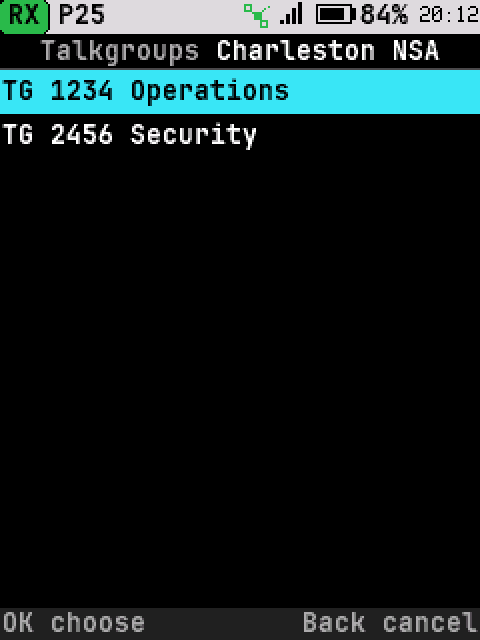 RX P25 84% 20:12
Talkgroups Charleston NSA
TG 1234 Operations
TG 2456 Security
OK choose Back cancel